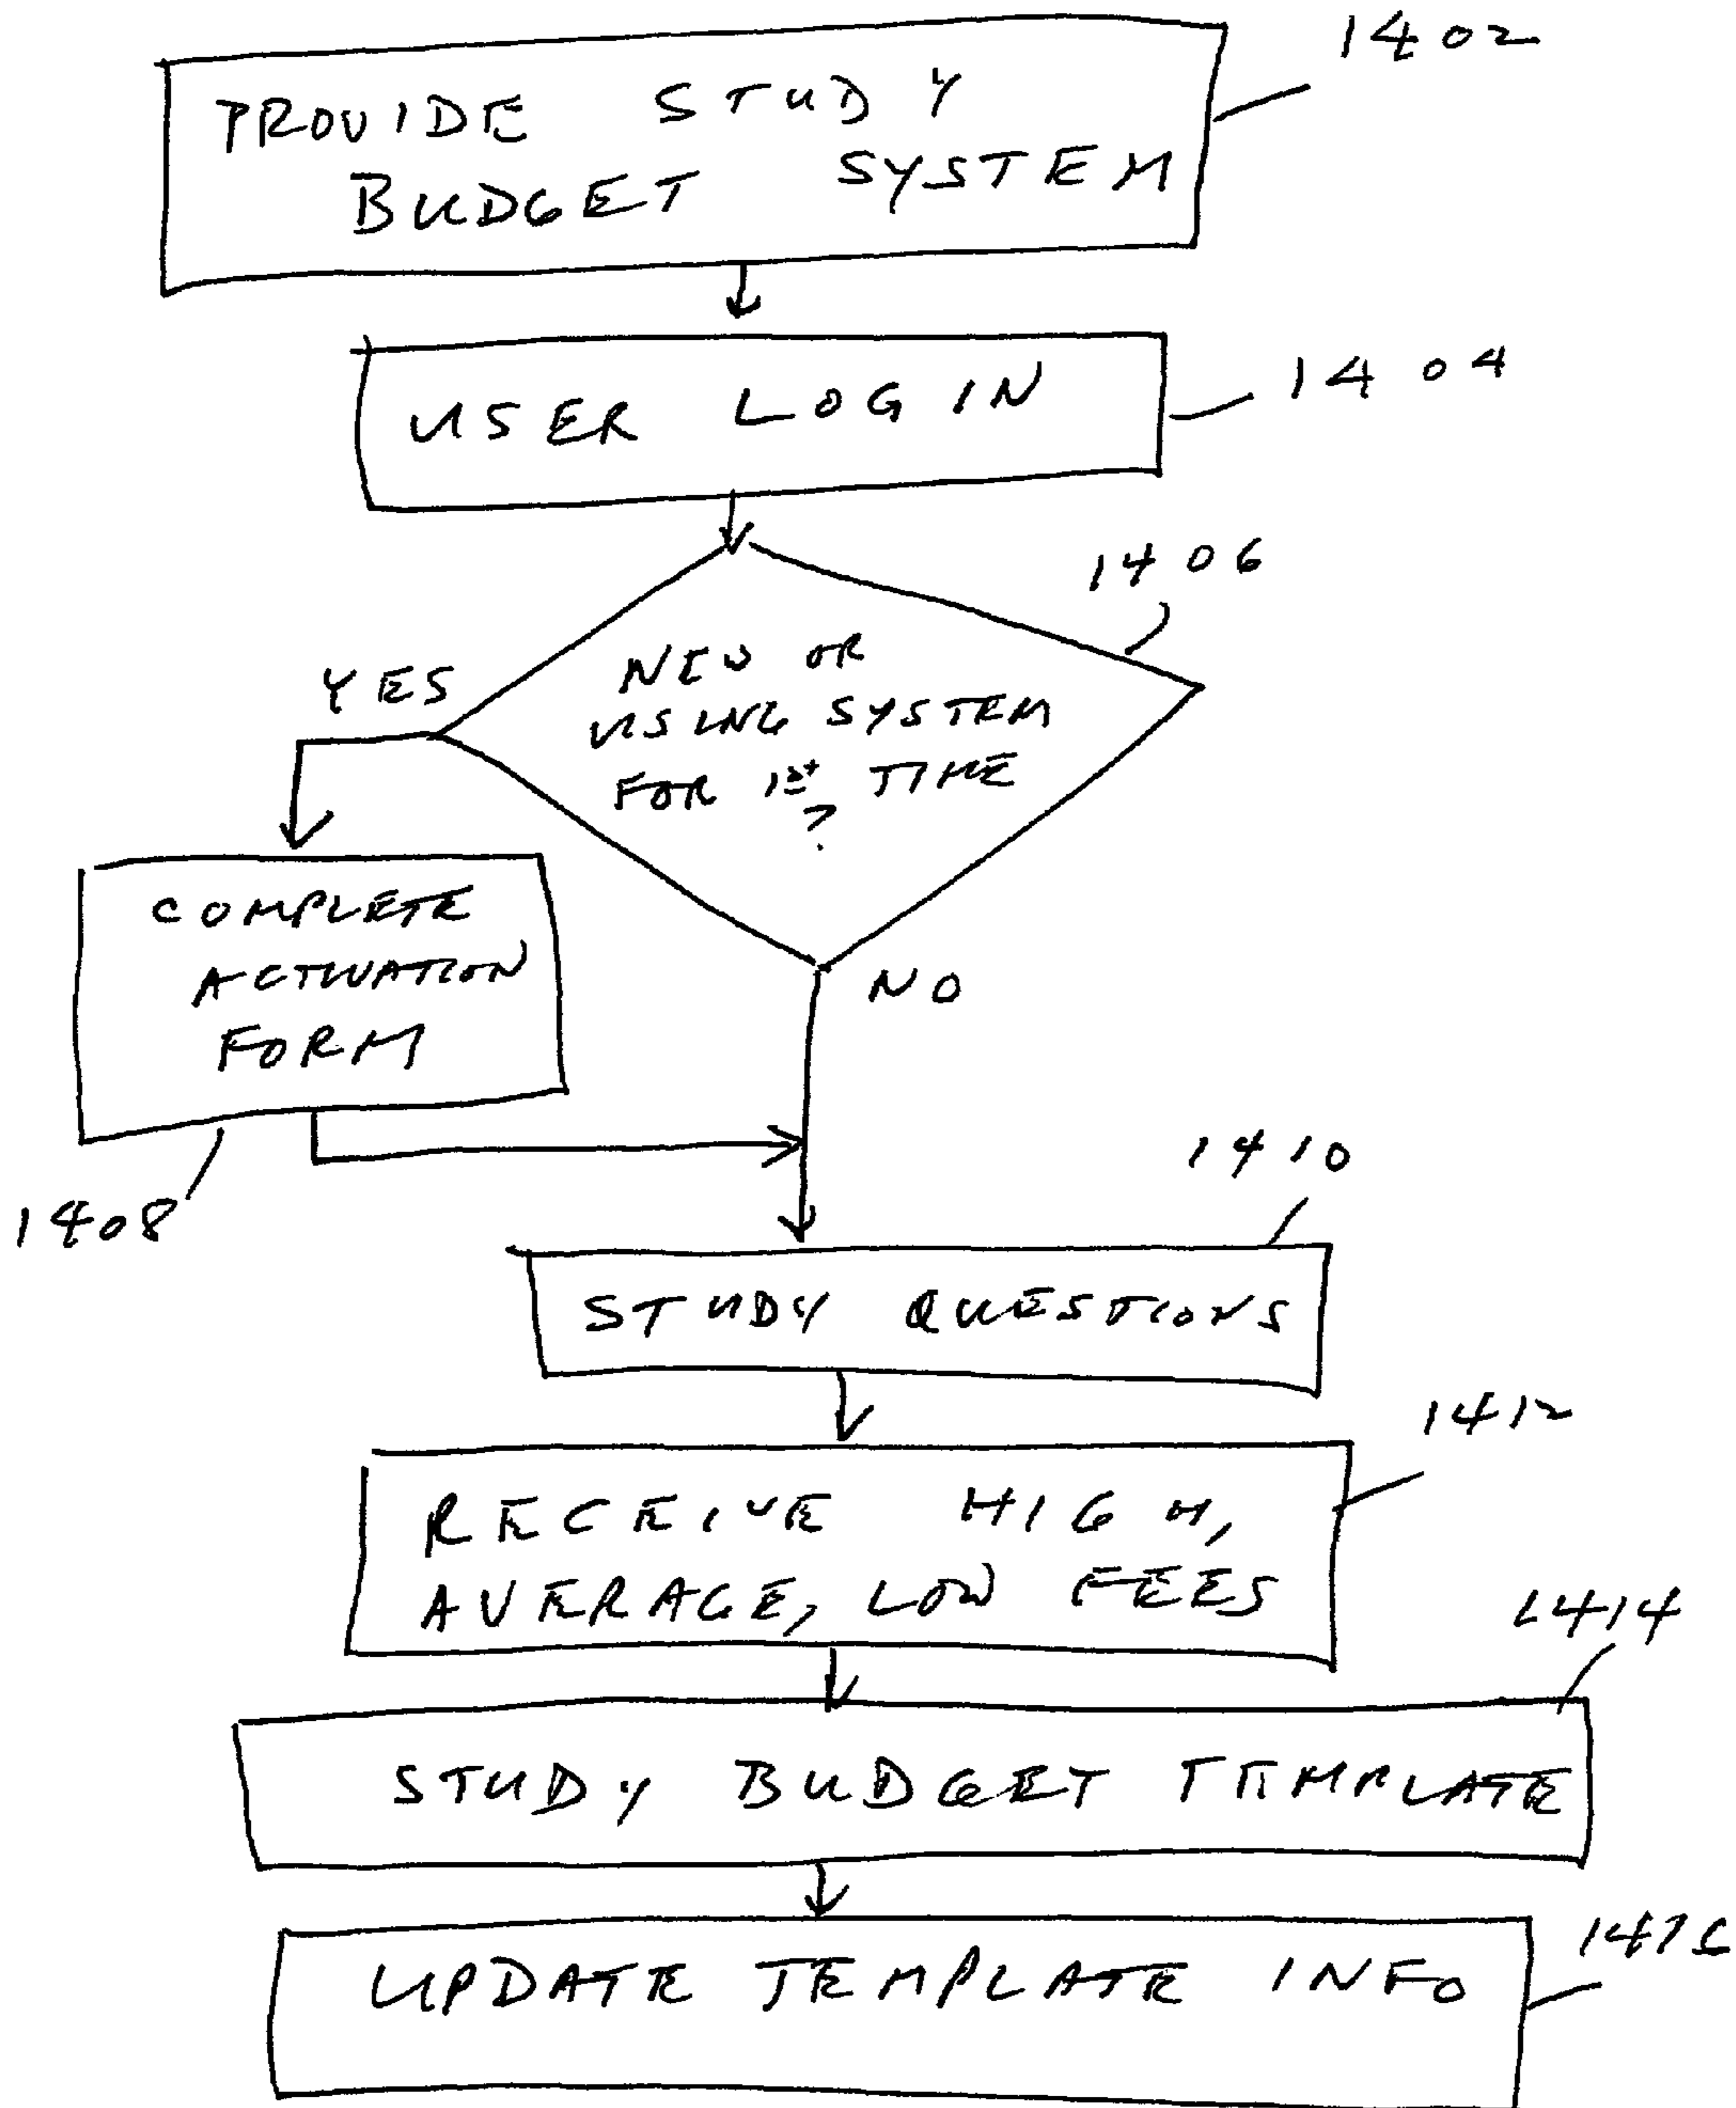 1402
PROVIDE STUDY
BUDGET SYSTEM
USER LOG IN
1404
1406
NEW OR
USING SYSTEM
FOR 1st TIME
?
YES
COMPLETE
ACTIVATION
FORM
NO
1408
1410
STUDY QUESTIONS
1412
RECEIVE HIGH,
AVERAGE, LOW FEES
1414
STUDY BUDGET TEMPLATE
1416
UPDATE TEMPLATE INFO